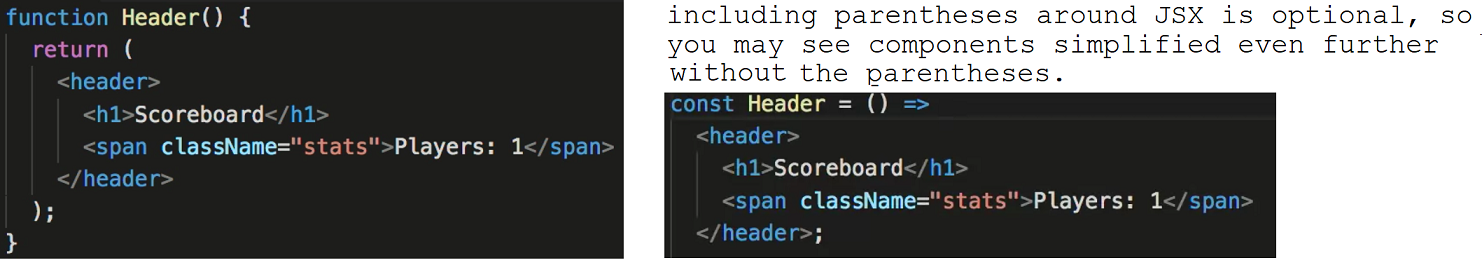 function Header() {
return (
<header>
<h1>Scoreboard</h1>
<span className="stats">Players: 1</span>
</header>
);
}
including parentheses around JSX is optional, so
you may see components simplified even further
without the parentheses.
const Header = () =>
<header>
<h1>Scoreboard</h1>
<span className="stats">Players: 1</span>
</header>;